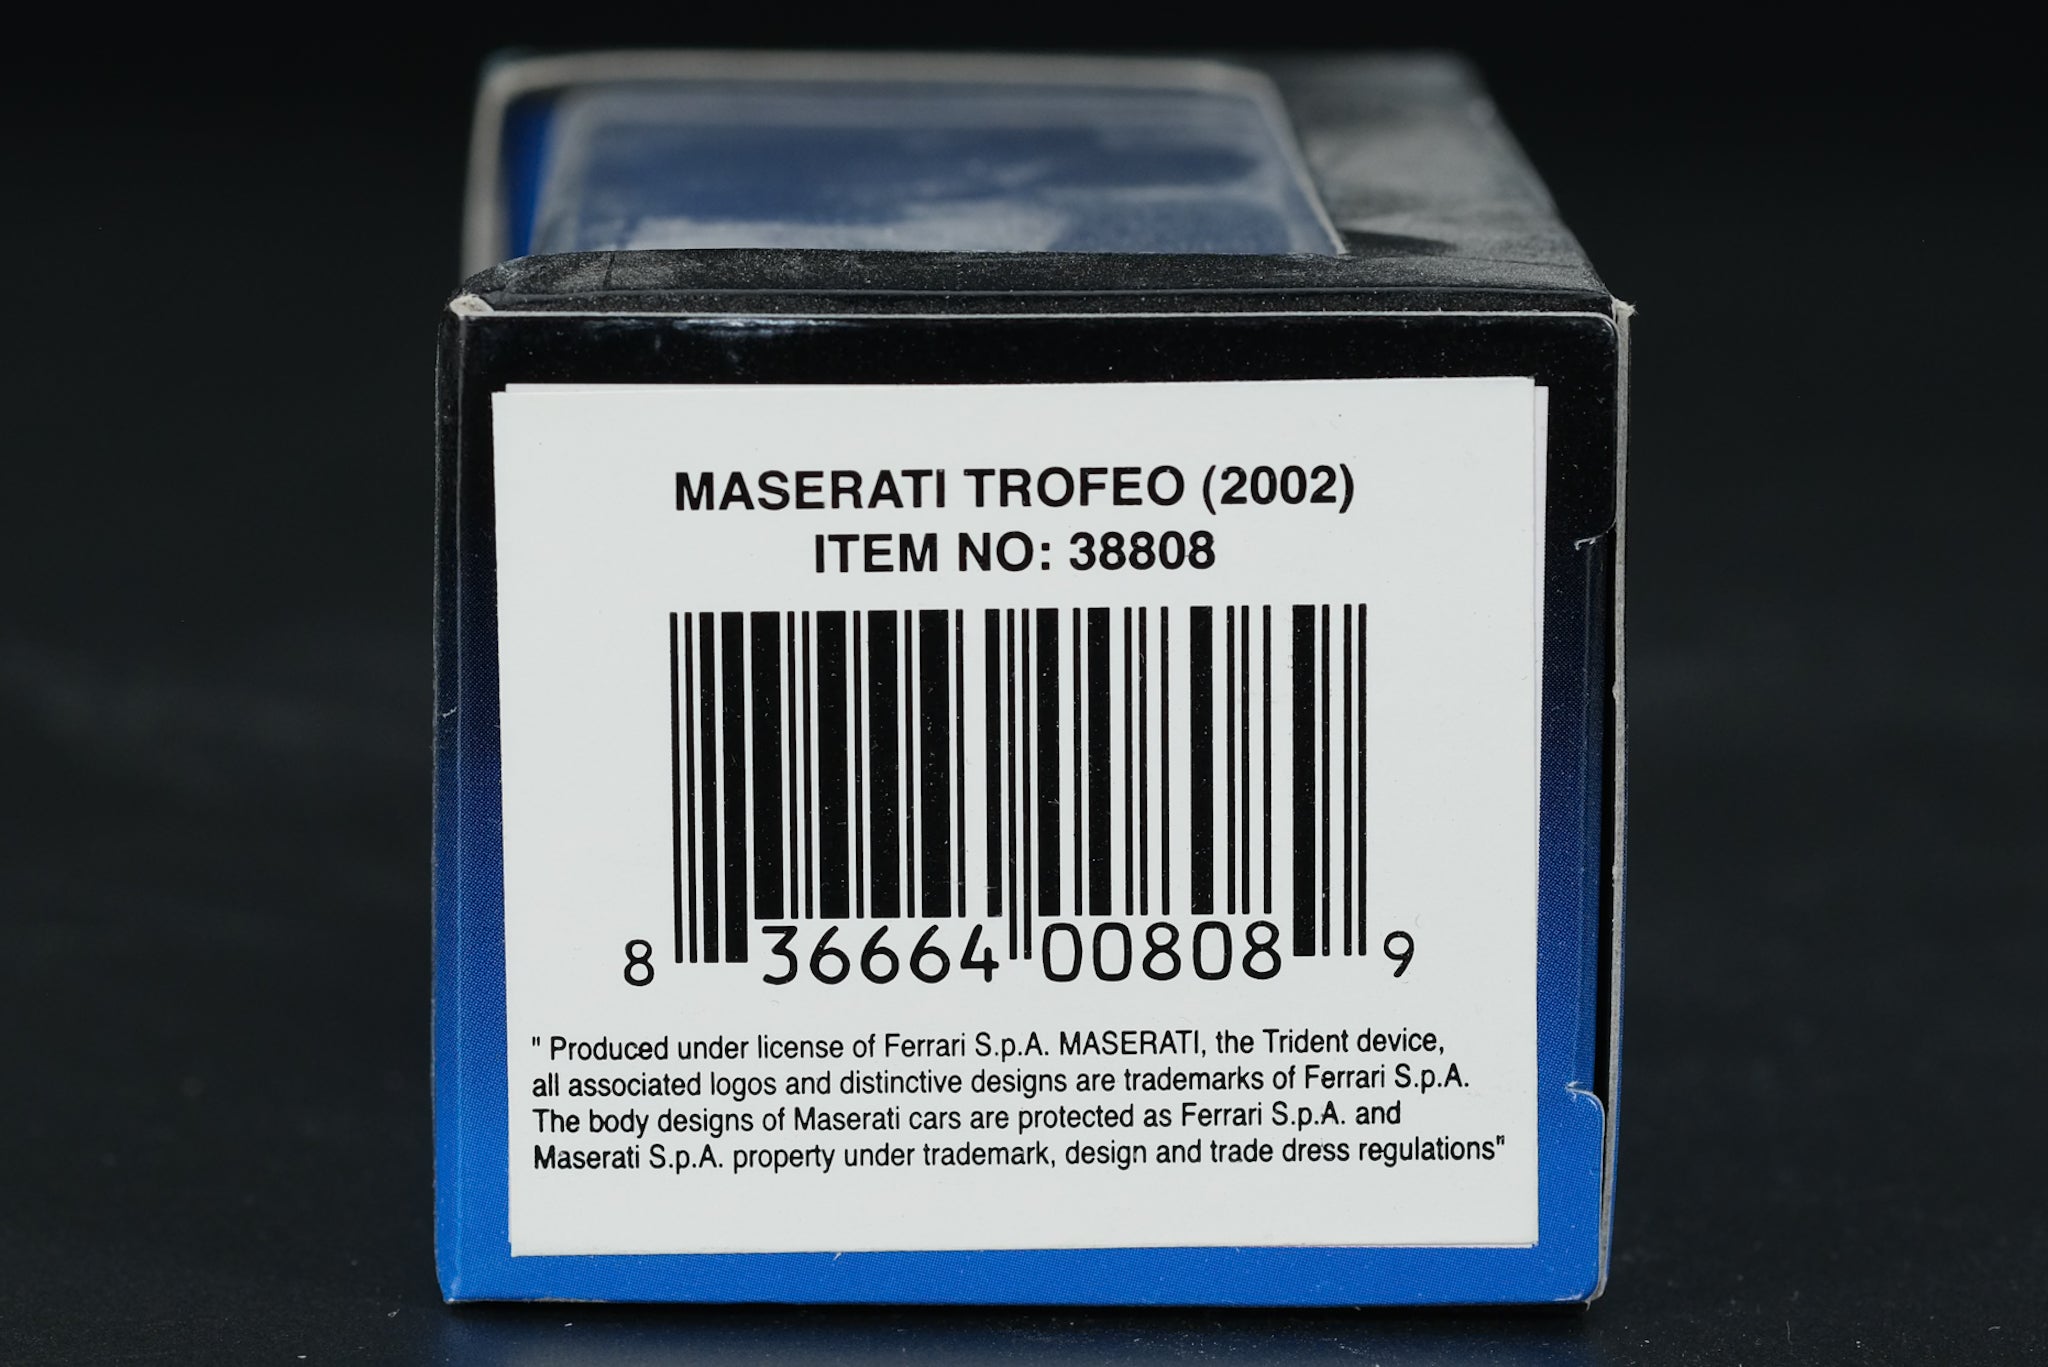 MASERATI TROFEO (2002)
ITEM NO: 38808
8 36664 00808 9
" Produced under license of Ferrari S.p.A. MASERATI, the Trident device,
all associated logos and distinctive designs are trademarks of Ferrari S.p.A.
The body designs of Maserati cars are protected as Ferrari S.p.A. and
Maserati S.p.A. property under trademark, design and trade dress regulations"